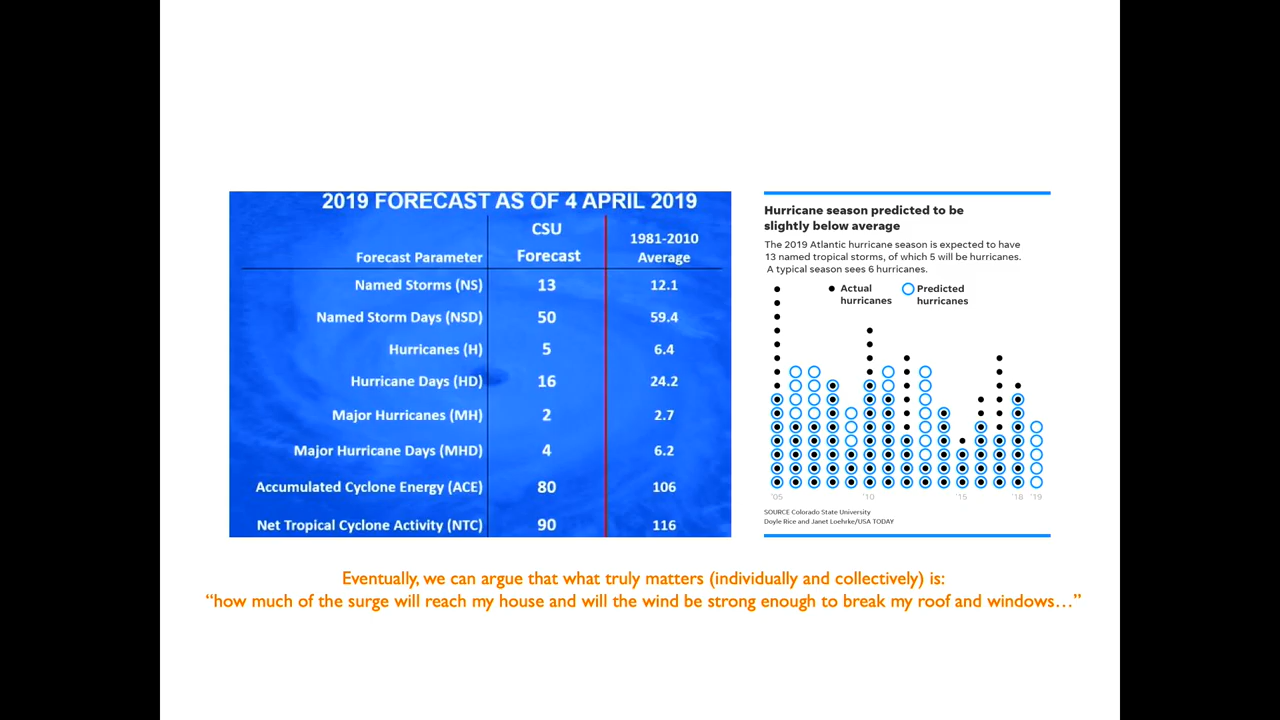 2019 FORECAST AS OF 4 APRIL 2019
CSU
Forecast
1981-2010
Average
Forecast Parameter
Named Storms (NS) 13 12.1
Named Storm Days (NSD) 50 59.4
Hurricanes (H) 5 6.4
Hurricane Days (HD) 16 24.2
Major Hurricanes (MH) 2 2.7
Major Hurricane Days (MHD) 4 6.2
Accumulated Cyclone Energy (ACE) 80 106
Net Tropical Cyclone Activity (NTC) 90 116
Hurricane season predicted to be
slightly below average
The 2019 Atlantic hurricane season is expected to have
13 named tropical storms, of which 5 will be hurricanes.
A typical season sees 6 hurricanes.
Actual
hurricanes
Predicted
hurricanes
'05 '10 '15 '18 '19
SOURCE Colorado State University
Doyle Rice and Janet Loehrke/USA TODAY
Eventually, we can argue that what truly matters (individually and collectively) is:
“how much of the surge will reach my house and will the wind be strong enough to break my roof and windows…”